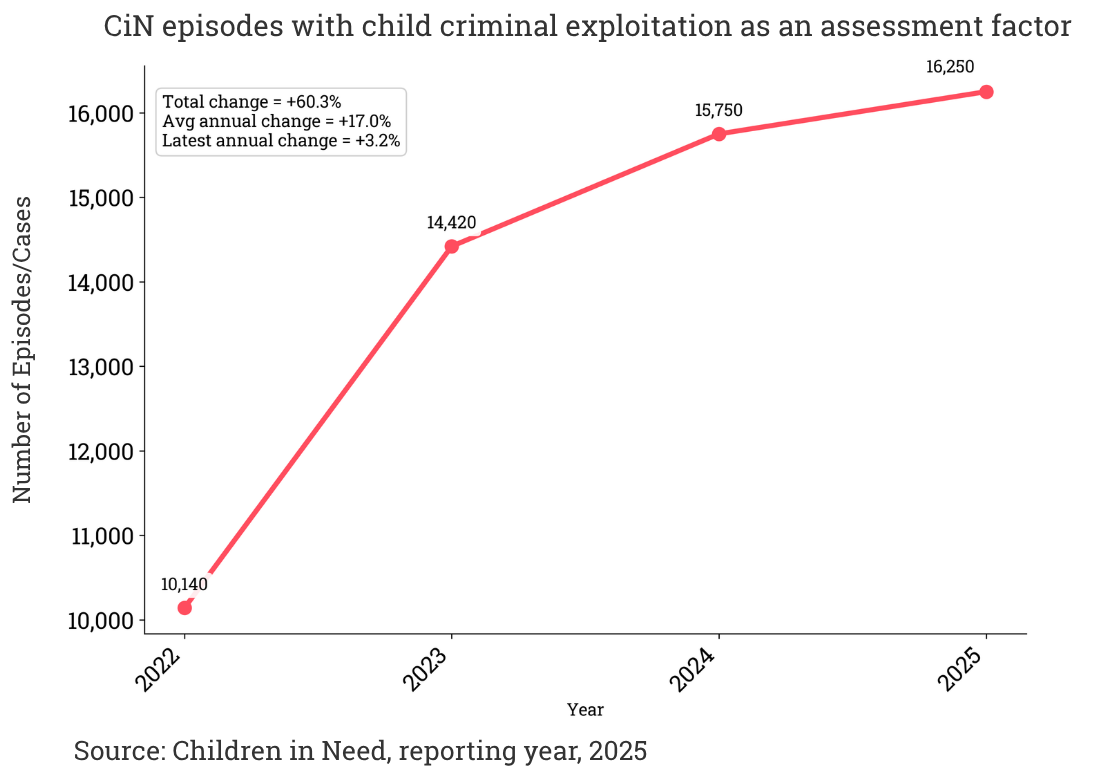 CiN episodes with child criminal exploitation as an assessment factor
16,250
Total change = +60.3%
Avg annual change = +17.0%
Latest annual change = +3.2%
16,000
15,750
15,000
14,420
14,000
13,000
12,000
11,000
10,140
10,000
Number of Episodes/Cases
2022
2023
2024
2025
Year
Source: Children in Need, reporting year, 2025